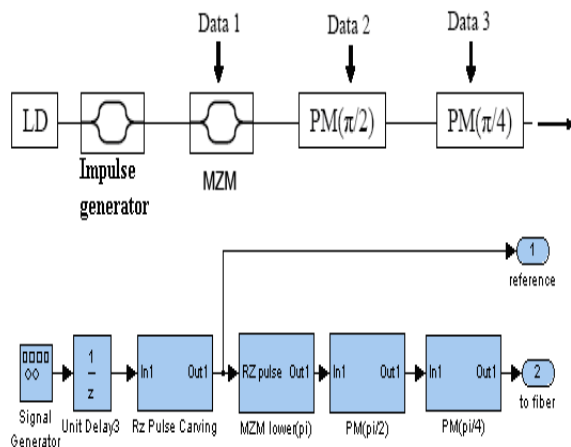 Data 1
Data 2
Data 3
LD
PM(π/2)
PM(π/4)
Impulse
generator
MZM
1
reference
1
z
In1
Out1
RZ pulse
Out1
In1
Out1
In1
Out1
2
to fiber
Signal
Generator
Unit Delay3
Rz Pulse Carving
MZM lower(pi)
PM(pi/2)
PM(pi/4)